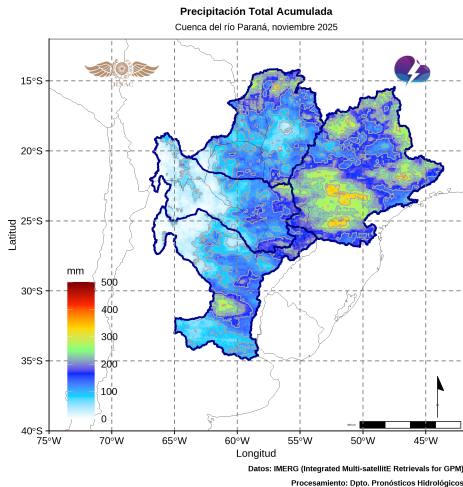 Precipitación Total Acumulada
Cuenca del río Paraná, noviembre 2025
15°S
20°S
25°S
30°S
35°S
40°S
Latitud
mm
500
400
300
200
100
0
75°W
70°W
65°W
60°W
55°W
50°W
45°W
Longitud
Datos: IMERG (Integrated Multi-satellitE Retrievals for GPM)
Procesamiento: Dpto. Pronósticos Hidrológicos